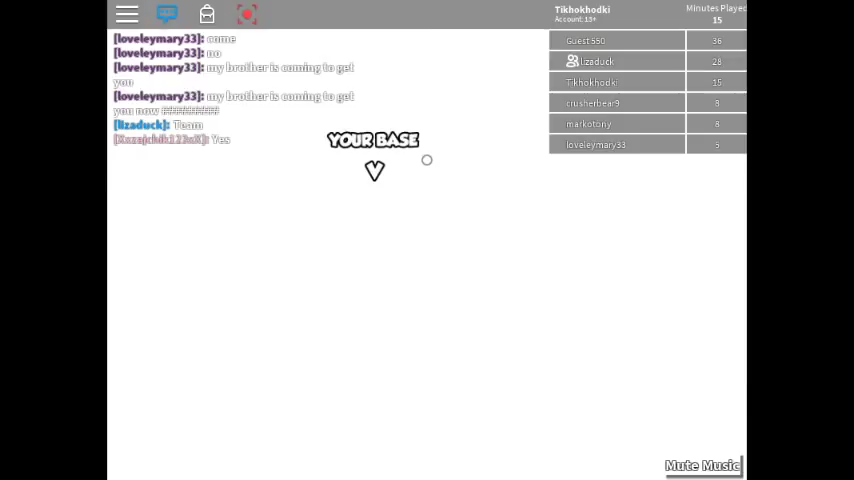 Tikhokhodki
Account: 13+
Minutes Played
15
[loveleymary33]: come
[loveleymary33]: no
[loveleymary33]: my brother is coming to get
you
[loveleymary33]: my brother is coming to get
you now #########
[lizaduck]: Team
Yes
Guest 550 36
lizaduck 28
Tikhokhodki 15
crusherbear9 8
markotony 8
loveleymary33 5
YOUR BASE
V
Mute Music